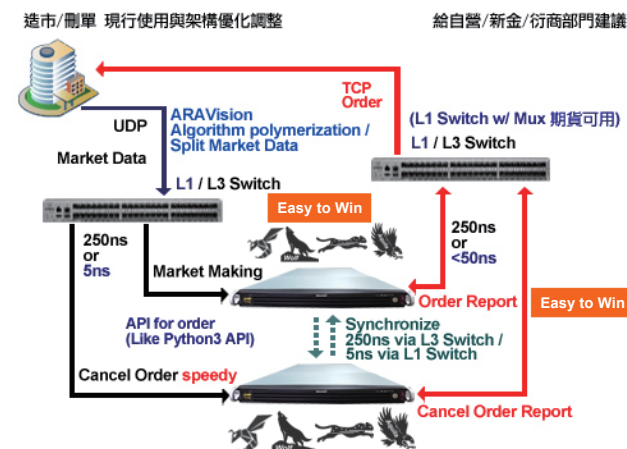 造市/刪單 現行使用與架構優化調整
給自營/新金/衍商部門建議
TCP
Order
UDP
Market Data
ARAVision
Algorithm polymerization /
Split Market Data
(L1 Switch w/ Mux 期貨可用)
L1 / L3 Switch
L1 / L3 Switch
Easy to Win
250ns
or
5ns
Wolf
250ns
or
<50ns
Market Making
Order Report
Easy to Win
API for order
(Like Python3 API)
Synchronize
250ns via L3 Switch /
5ns via L1 Switch
Cancel Order speedy
Cancel Order Report
Wolf